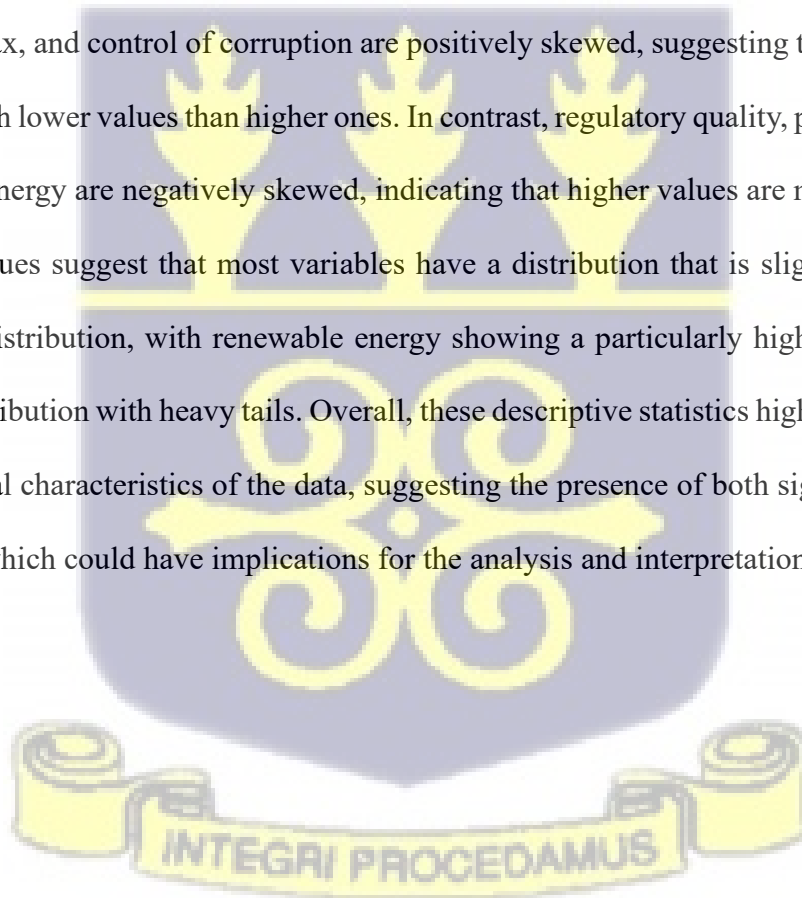 x, and control of corruption are positively skewed, suggesting t
h lower values than higher ones. In contrast, regulatory quality, p
nergy are negatively skewed, indicating that higher values are
ues suggest that most variables have a distribution that is slig
istribution, with renewable energy showing a particularly high
ibution with heavy tails. Overall, these descriptive statistics high
al characteristics of the data, suggesting the presence of both sig
hich could have implications for the analysis and interpretation
INTEGRI PROCEDAMUS